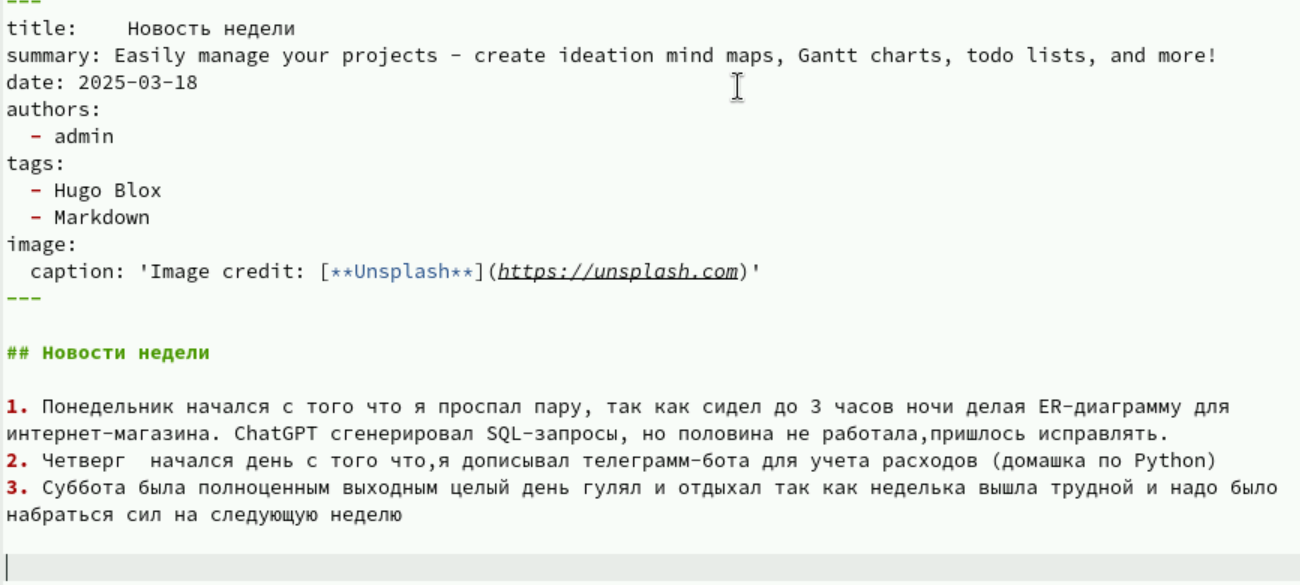 ---
title:    Новость недели
summary: Easily manage your projects - create ideation mind maps, Gantt charts, todo lists, and more!
date: 2025-03-18
authors:
  - admin
tags:
  - Hugo Blox
  - Markdown
image:
  caption: 'Image credit: [**Unsplash**](https://unsplash.com)'
---
## Новости недели
1. Понедельник начался с того что я проспал пару, так как сидел до 3 часов ночи делая ER-диаграмму для
интернет-магазина. ChatGPT сгенерировал SQL-запросы, но половина не работала,пришлось исправлять.
2. Четверг  начался день с того что,я дописывал телеграмм-бота для учета расходов (домашка по Python)
3. Суббота была полноценным выходным целый день гулял и отдыхал так как неделька вышла трудной и надо было
набраться сил на следующую неделю